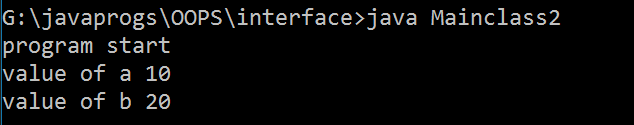 G:\javaprogs\OOPS\interface>java Mainclass2
program start
value of a 10
value of b 20